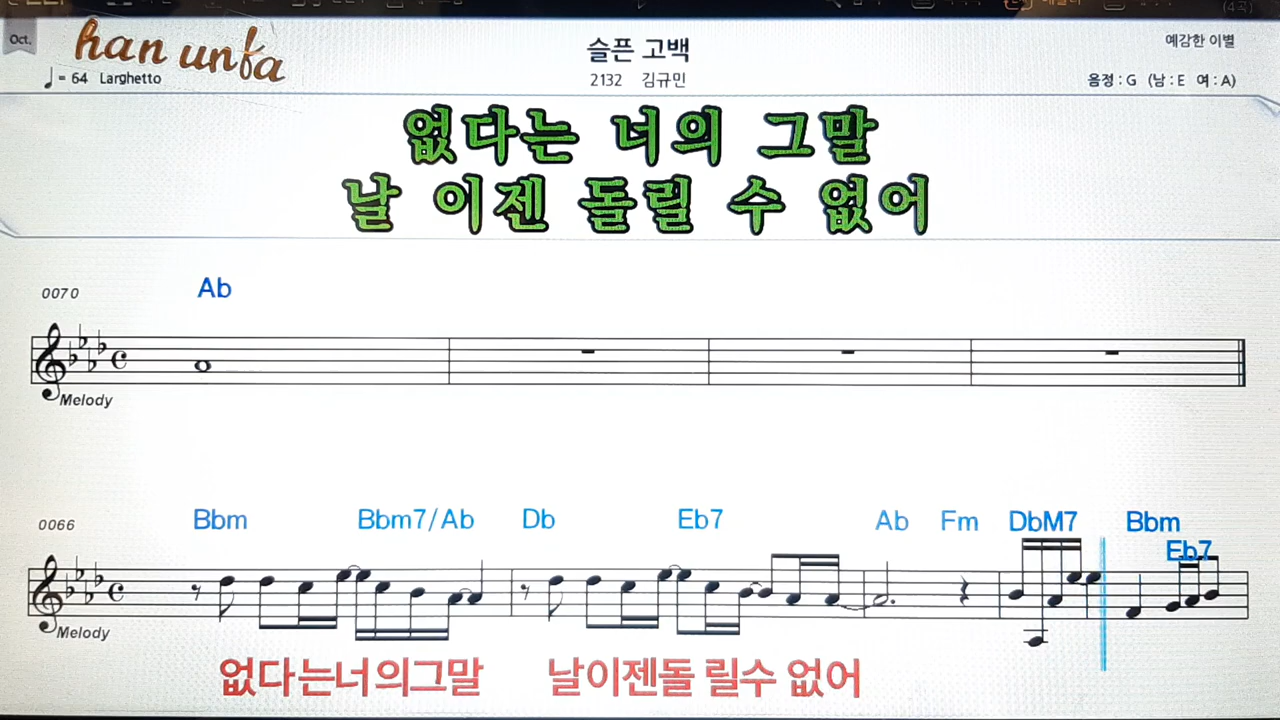 Oct.
han unfa
슬픈 고백
예감한 이별
♩= 64 Larghetto
2132 김규민
음정 : G (남 : E 여 : A)
없다는 너의 그말
날 이젠 돌릴 수 없어
0070
Ab
Melody
0066
Bbm Bbm7/Ab Db Eb7 Ab Fm DbM7 Bbm
Eb7
Melody
없다는너의그말 날이젠돌 릴수 없어